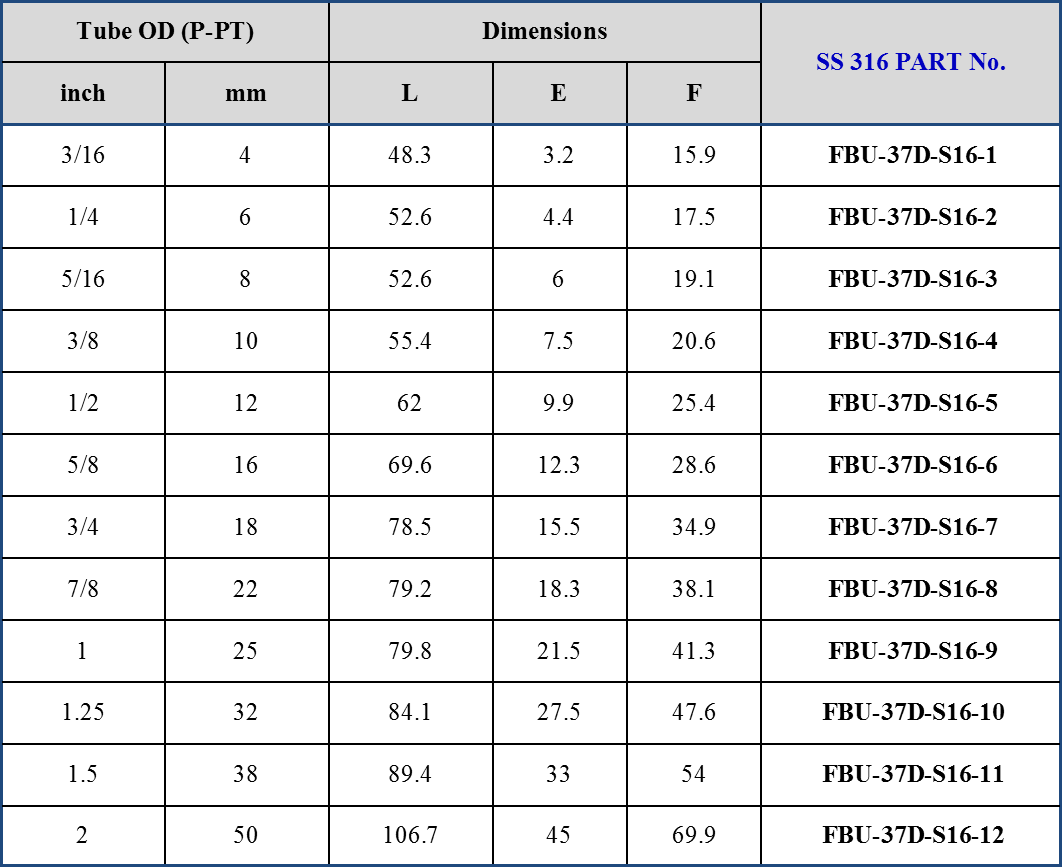 Tube OD (P-PT) Dimensions SS 316 PART No.
inch mm L E F
3/16 4 48.3 3.2 15.9 FBU-37D-S16-1
1/4 6 52.6 4.4 17.5 FBU-37D-S16-2
5/16 8 52.6 6 19.1 FBU-37D-S16-3
3/8 10 55.4 7.5 20.6 FBU-37D-S16-4
1/2 12 62 9.9 25.4 FBU-37D-S16-5
5/8 16 69.6 12.3 28.6 FBU-37D-S16-6
3/4 18 78.5 15.5 34.9 FBU-37D-S16-7
7/8 22 79.2 18.3 38.1 FBU-37D-S16-8
1 25 79.8 21.5 41.3 FBU-37D-S16-9
1.25 32 84.1 27.5 47.6 FBU-37D-S16-10
1.5 38 89.4 33 54 FBU-37D-S16-11
2 50 106.7 45 69.9 FBU-37D-S16-12